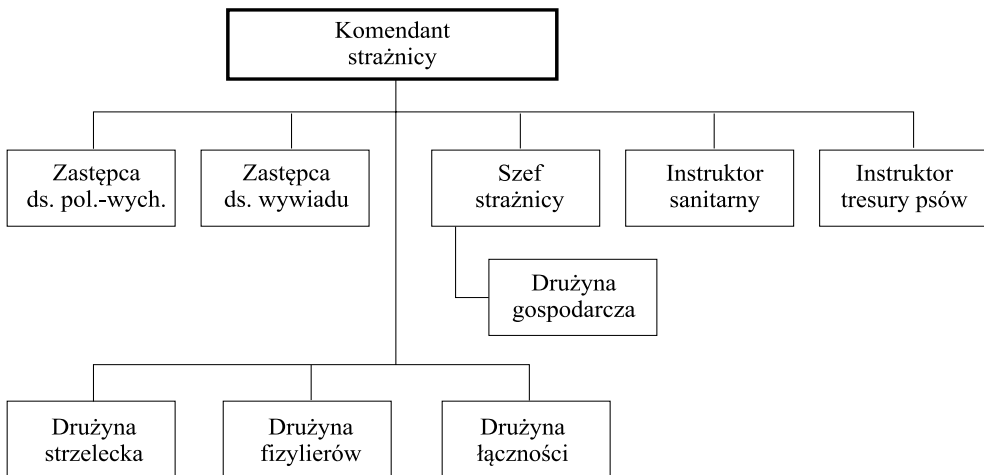 Komendant
strażnicy
Zastępca
ds. pol.-wych.
Zastępca
ds. wywiadu
Szef
strażnicy
Instruktor
sanitarny
Instruktor
tresury psów
Drużyna
gospodarcza
Drużyna
strzelecka
Drużyna
fizylierów
Drużyna
łączności